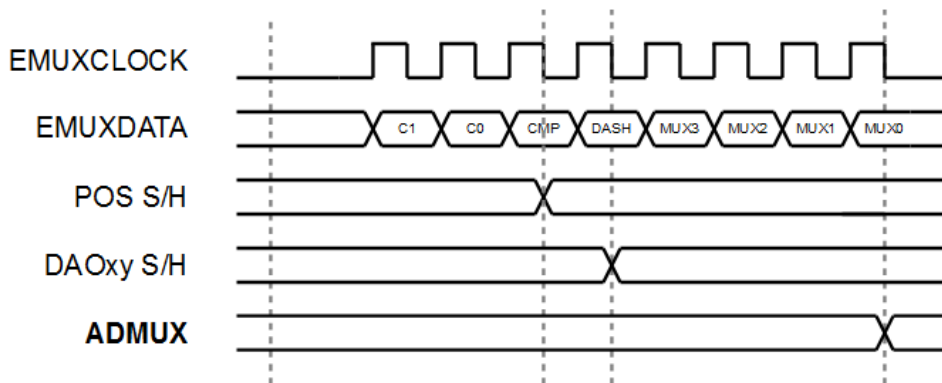 EMUXCLOCK
EMUXDATA C1 C0 CMP DASH MUX3 MUX2 MUX1 MUX0
POS S/H
DAOxy S/H
ADMUX